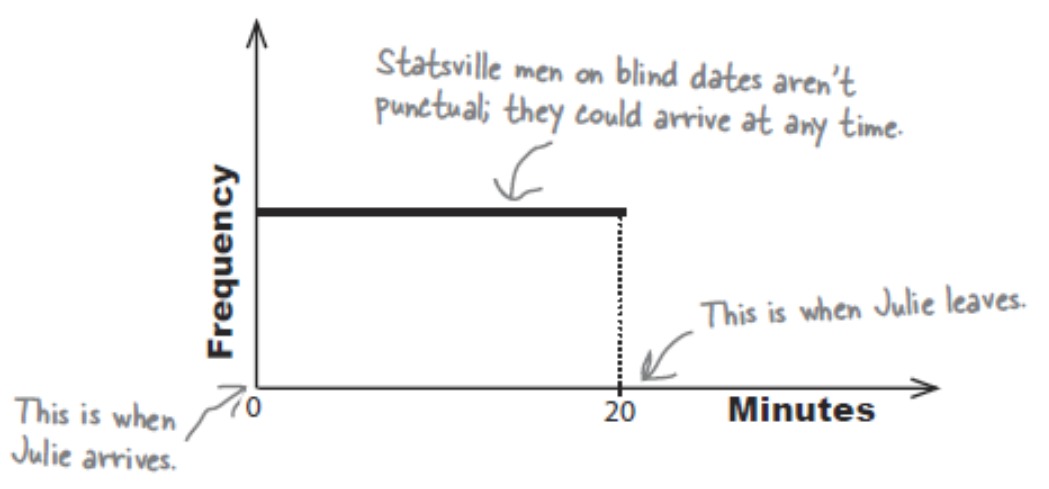 Statsville men on blind dates aren't
punctual; they could arrive at any time.
Frequency
This is when Julie leaves.
This is when
Julie arrives.
0
20
Minutes